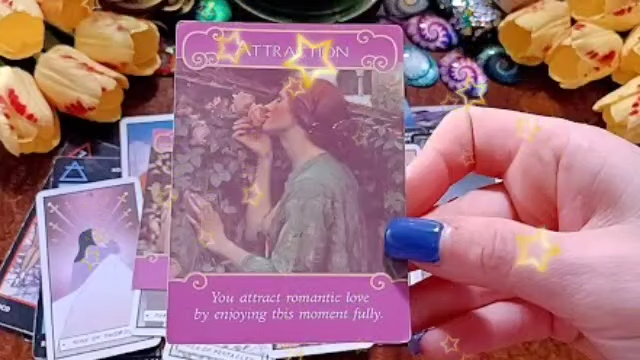 ATTRACTION
You attract romantic love
by enjoying this moment fully.